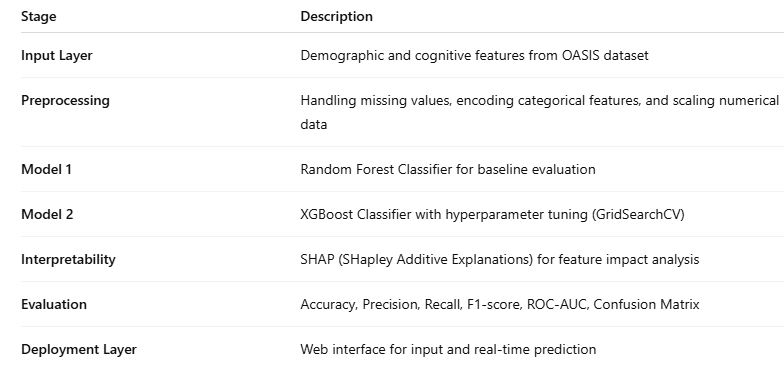 Stage Description
Input Layer Demographic and cognitive features from OASIS dataset
Preprocessing Handling missing values, encoding categorical features, and scaling numerical
data
Model 1 Random Forest Classifier for baseline evaluation
Model 2 XGBoost Classifier with hyperparameter tuning (GridSearchCV)
Interpretability SHAP (SHapley Additive Explanations) for feature impact analysis
Evaluation Accuracy, Precision, Recall, F1-score, ROC-AUC, Confusion Matrix
Deployment Layer Web interface for input and real-time prediction